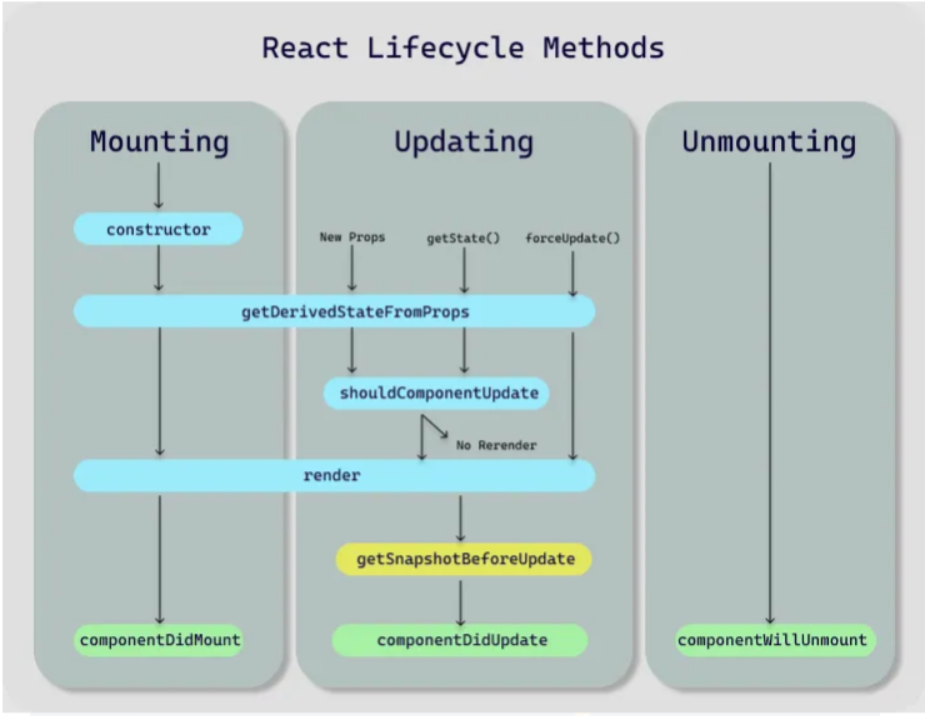 React Lifecycle Methods
Mounting
Updating
Unmounting
constructor
New Props
getState()
forceUpdate()
getDerivedStateFromProps
shouldComponentUpdate
No Rerender
render
getSnapshotBeforeUpdate
componentDidMount
componentDidUpdate
componentWillUnmount